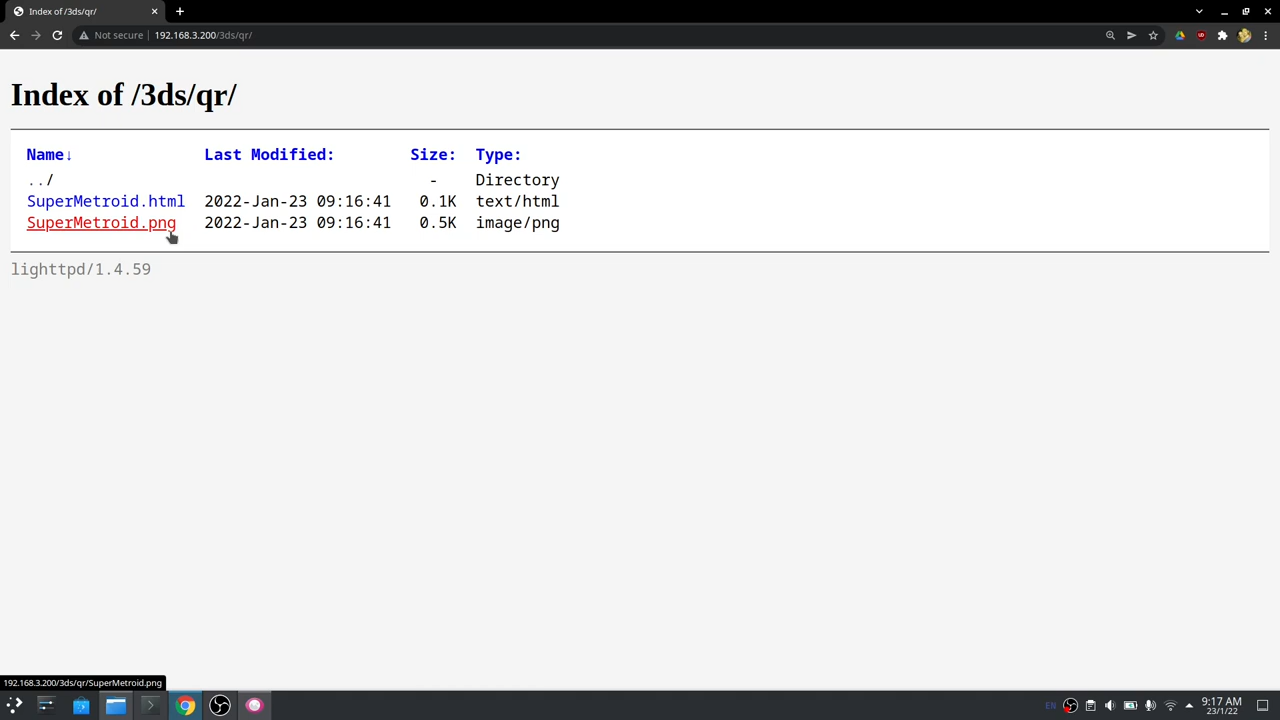 Index of /3ds/qr/
Not secure 192.168.3.200/3ds/qr/
Index of /3ds/qr/
Name↓ Last Modified: Size: Type:
../ - Directory
SuperMetroid.html 2022-Jan-23 09:16:41 0.1K text/html
SuperMetroid.png 2022-Jan-23 09:16:41 0.5K image/png
lighttpd/1.4.59
192.168.3.200/3ds/qr/SuperMetroid.png
EN 9:17 AM
23/1/22